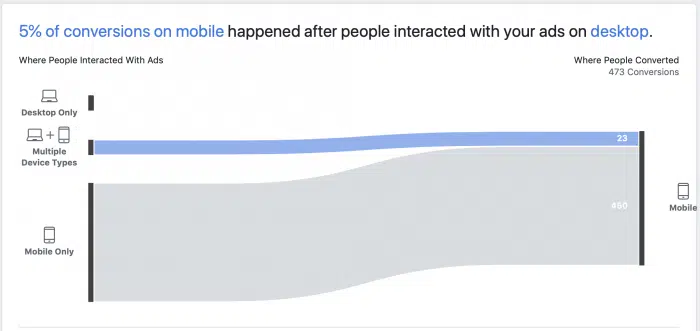 5% of conversions on mobile happened after people interacted with your ads on desktop.
Where People Interacted With Ads
Where People Converted
473 Conversions
Desktop Only
Multiple
Device Types
Mobile Only
23
450
Mobile